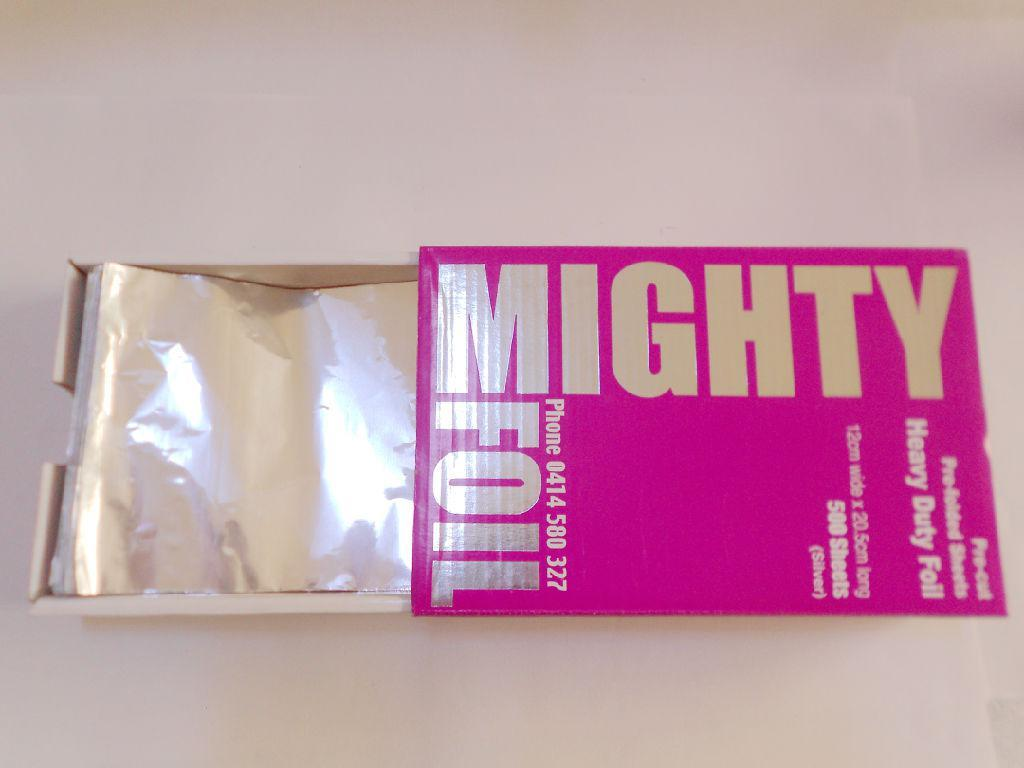 MIGHTY
FOIL
Phone 0414 580 327
Pre-cut
Pre-folded Sheets
Heavy Duty Foil
12cm wide x 20.5cm long
500 Sheets
(Silver)